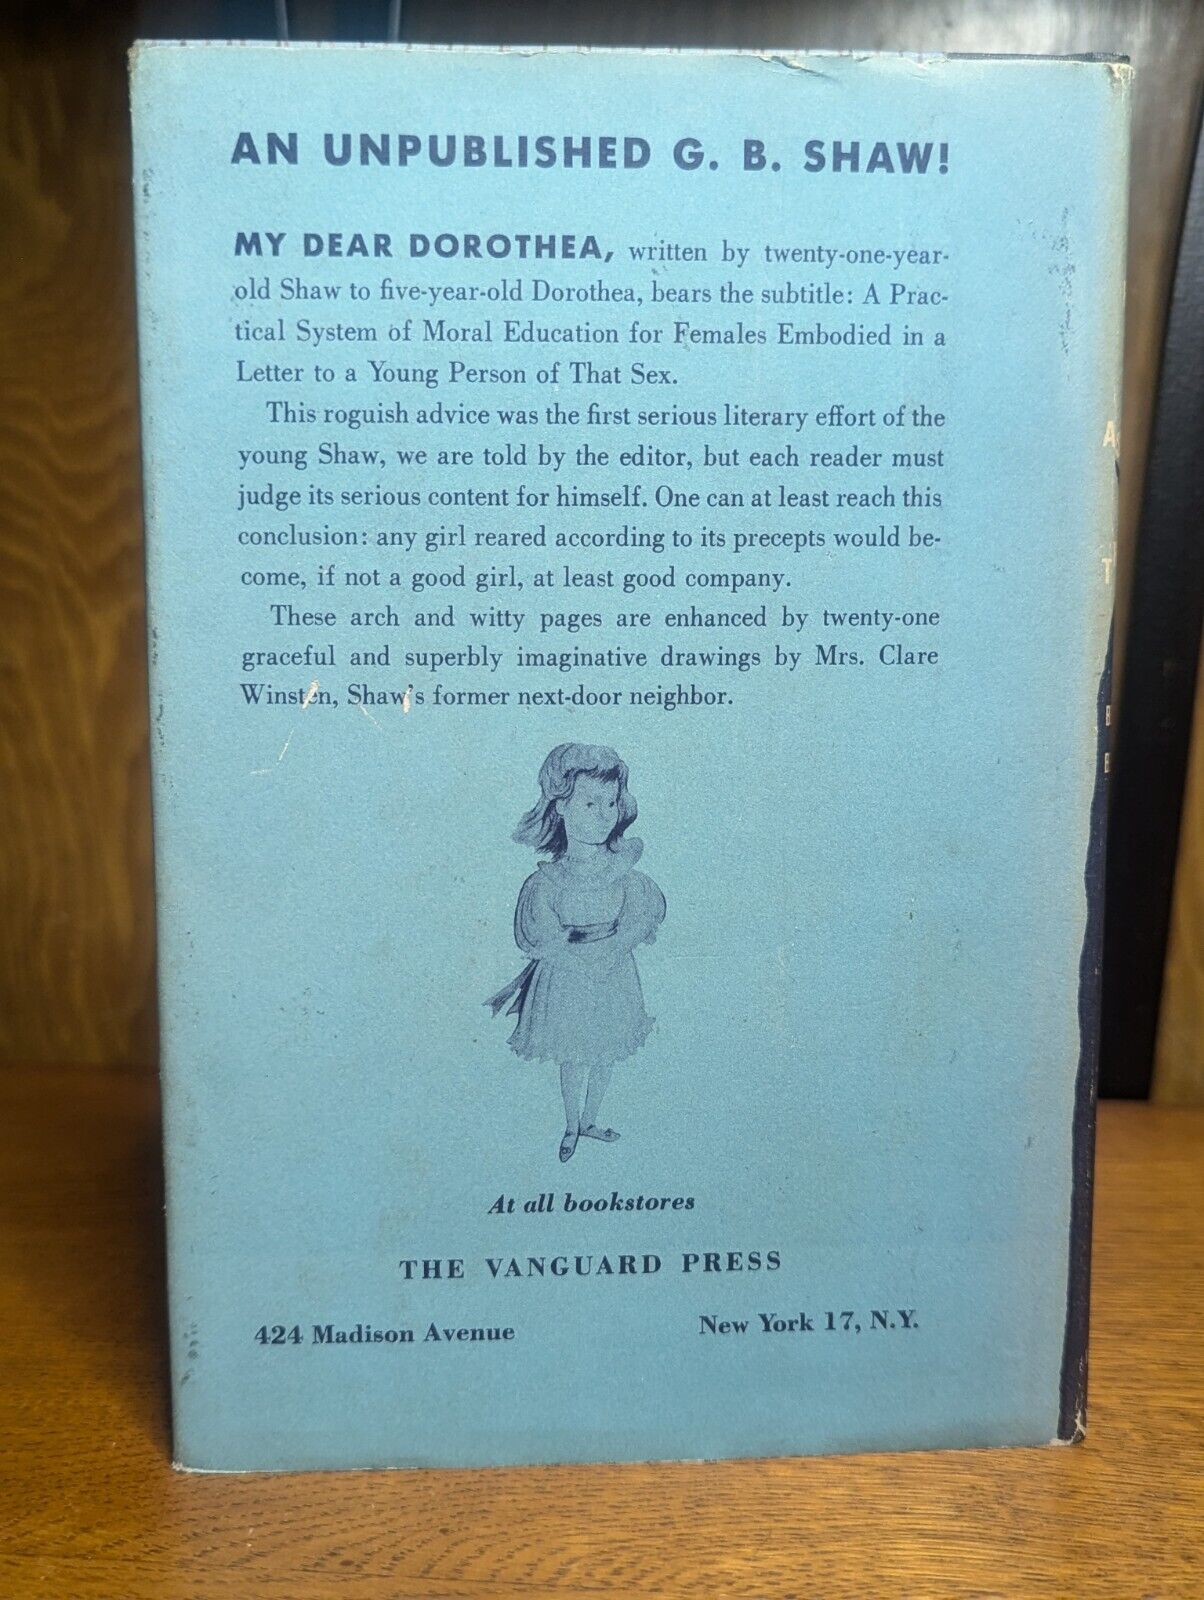 AN UNPUBLISHED G. B. SHAW!
MY DEAR DOROTHEA, written by twenty-one-year-
old Shaw to five-year-old Dorothea, bears the subtitle: A Prac-
tical System of Moral Education for Females Embodied in a
Letter to a Young Person of That Sex.
This roguish advice was the first serious literary effort of the
young Shaw, we are told by the editor, but each reader must
judge its serious content for himself. One can at least reach this
conclusion: any girl reared according to its precepts would be-
come, if not a good girl, at least good company.
These arch and witty pages are enhanced by twenty-one
graceful and superbly imaginative drawings by Mrs. Clare
Winsten, Shaw's former next-door neighbor.
At all bookstores
THE VANGUARD PRESS
424 Madison Avenue
New York 17, N.Y.